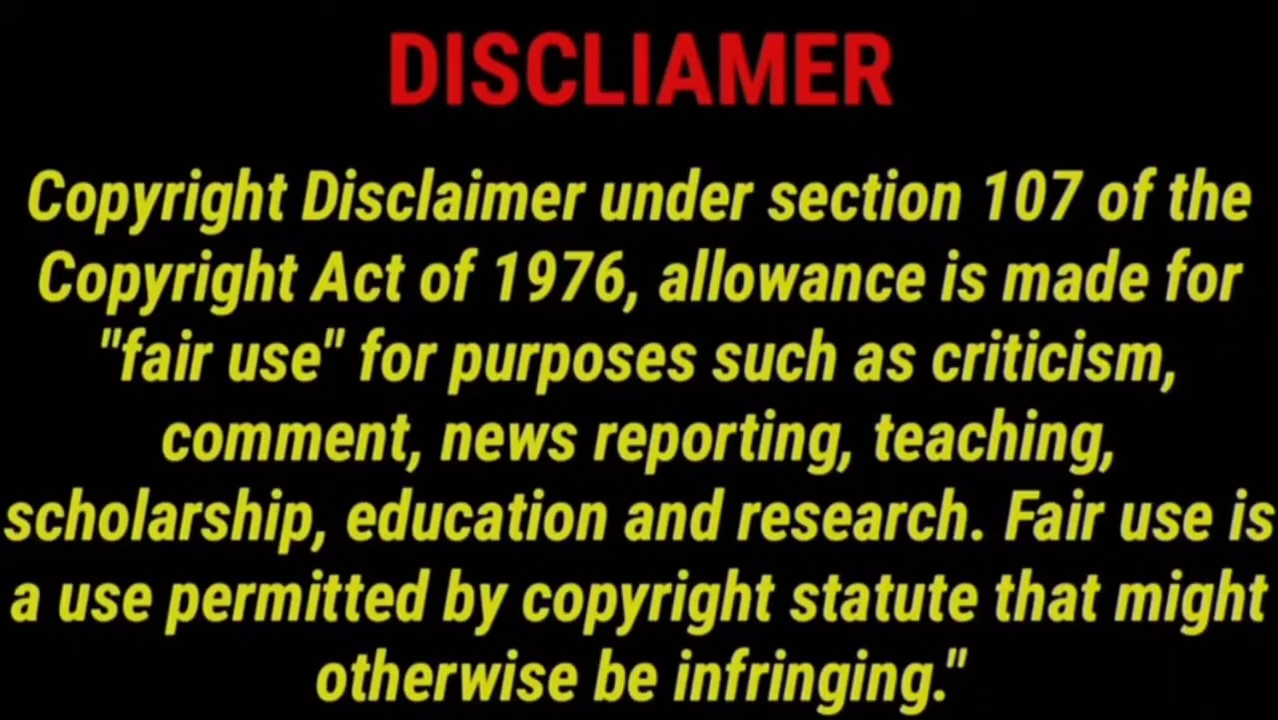 DISCLIAMER
Copyright Disclaimer under section 107 of the
Copyright Act of 1976, allowance is made for
"fair use" for purposes such as criticism,
comment, news reporting, teaching,
scholarship, education and research. Fair use is
a use permitted by copyright statute that might
otherwise be infringing."